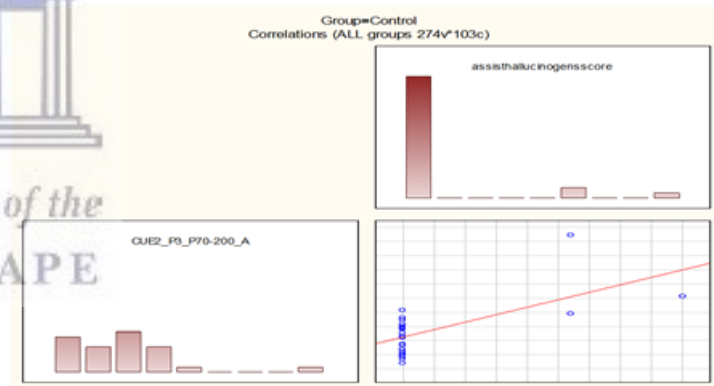 Group=Control
Correlations (ALL groups 274v*103c)
assisthallucinogensscore
of the
CUE2_P3_P70-200_A
APE